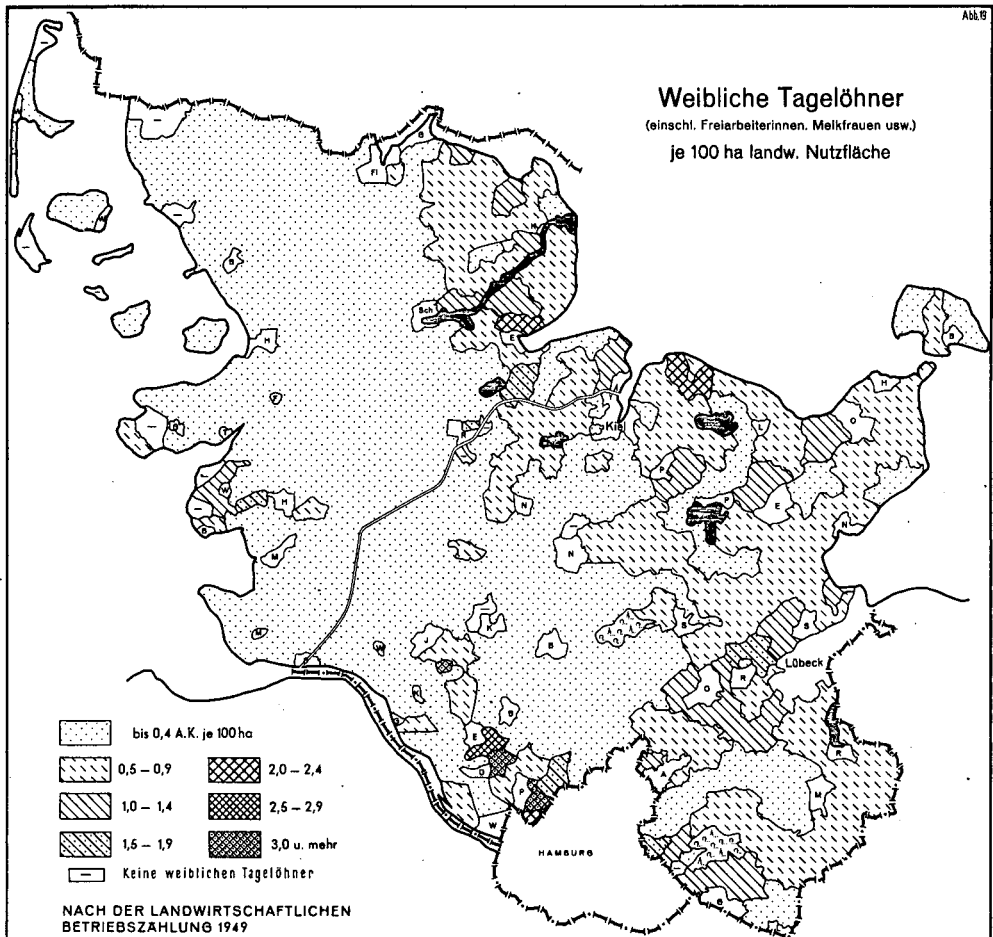 Abb.19
Weibliche Tagelöhner
(einschl. Freiarbeiterinnen. Melkfrauen usw.)
je 100 ha landw. Nutzfläche
Fl
Sch
E
H
B
H
O
L
Kiel
P
P
E
N
N
N
H
M
M
W
K
J
B
B
S
Lübeck
R
O
R
M
A
E
P
W
HAMBURG
bis 0,4 A.K. je 100 ha
0,5 – 0,9
2,0 – 2,4
1,0 – 1,4
2,5 – 2,9
1,5 – 1,9
3,0 u. mehr
Keine weiblichen Tagelöhner
NACH DER LANDWIRTSCHAFTLICHEN
BETRIEBSZÄHLUNG 1949